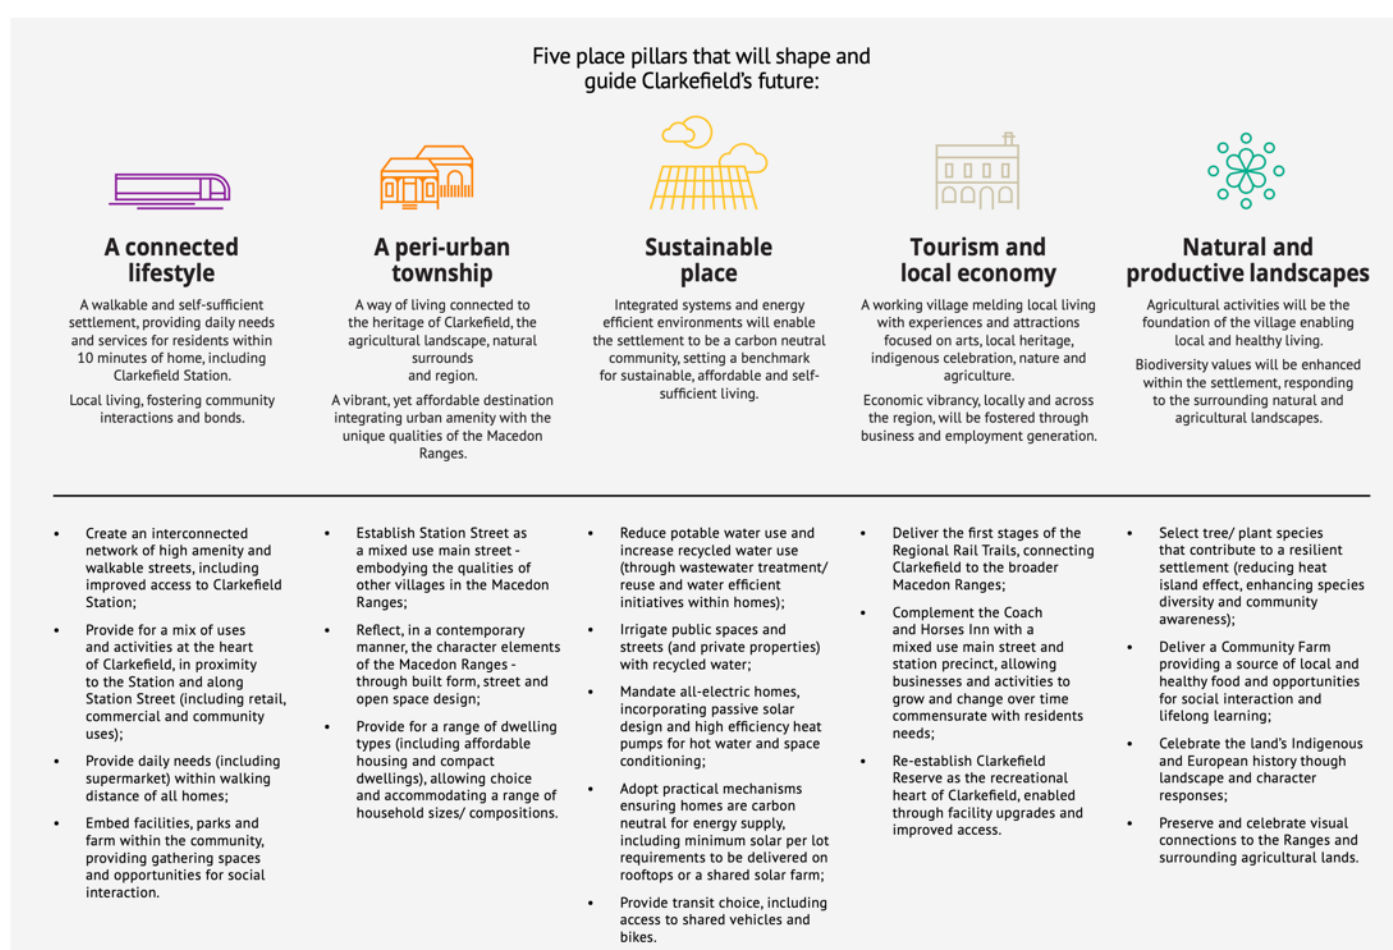 Five place pillars that will shape and
guide Clarkefield's future:
A connected
lifestyle
A walkable and self-sufficient
settlement, providing daily needs
and services for residents within
10 minutes of home, including
Clarkefield Station.
Local living, fostering community
interactions and bonds.
A peri-urban
township
A way of living connected to
the heritage of Clarkefield, the
agricultural landscape, natural
surrounds
and region.
A vibrant, yet affordable destination
integrating urban amenity with the
unique qualities of the Macedon
Ranges.
Sustainable
place
Integrated systems and energy
efficient environments will enable
the settlement to be a carbon neutral
community, setting a benchmark
for sustainable, affordable and self-
sufficient living.
Tourism and
local economy
A working village melding local living
with experiences and attractions
focused on arts, local heritage,
indigenous celebration, nature and
agriculture.
Economic vibrancy, locally and across
the region, will be fostered through
business and employment generation.
Natural and
productive landscapes
Agricultural activities will be the
foundation of the village enabling
local and healthy living.
Biodiversity values will be enhanced
within the settlement, responding
to the surrounding natural and
agricultural landscapes.
• Create an interconnected
network of high amenity and
walkable streets, including
improved access to Clarkefield
Station;
• Provide for a mix of uses
and activities at the heart
of Clarkefield, in proximity
to the Station and along
Station Street (including retail,
commercial and community
uses);
• Provide daily needs (including
supermarket) within walking
distance of all homes;
• Embed facilities, parks and
farm within the community,
providing gathering spaces
and opportunities for social
interaction.
• Establish Station Street as
a mixed use main street -
embodying the qualities of
other villages in the Macedon
Ranges;
• Reflect, in a contemporary
manner, the character elements
of the Macedon Ranges -
through built form, street and
open space design;
• Provide for a range of dwelling
types (including affordable
housing and compact
dwellings), allowing choice
and accommodating a range of
household sizes/ compositions.
• Reduce potable water use and
increase recycled water use
(through wastewater treatment/
reuse and water efficient
initiatives within homes);
• Irrigate public spaces and
streets (and private properties)
with recycled water;
• Mandate all-electric homes,
incorporating passive solar
design and high efficiency heat
pumps for hot water and space
conditioning;
• Adopt practical mechanisms
ensuring homes are carbon
neutral for energy supply,
including minimum solar per lot
requirements to be delivered on
rooftops or a shared solar farm;
• Provide transit choice, including
access to shared vehicles and
bikes.
• Deliver the first stages of the
Regional Rail Trails, connecting
Clarkefield to the broader
Macedon Ranges;
• Complement the Coach
and Horses Inn with a
mixed use main street and
station precinct, allowing
businesses and activities to
grow and change over time
commensurate with residents
needs;
• Re-establish Clarkefield
Reserve as the recreational
heart of Clarkefield, enabled
through facility upgrades and
improved access.
• Select tree/ plant species
that contribute to a resilient
settlement (reducing heat
island effect, enhancing species
diversity and community
awareness);
• Deliver a Community Farm
providing a source of local and
healthy food and opportunities
for social interaction and
lifelong learning;
• Celebrate the land's Indigenous
and European history though
landscape and character
responses;
• Preserve and celebrate visual
connections to the Ranges and
surrounding agricultural lands.